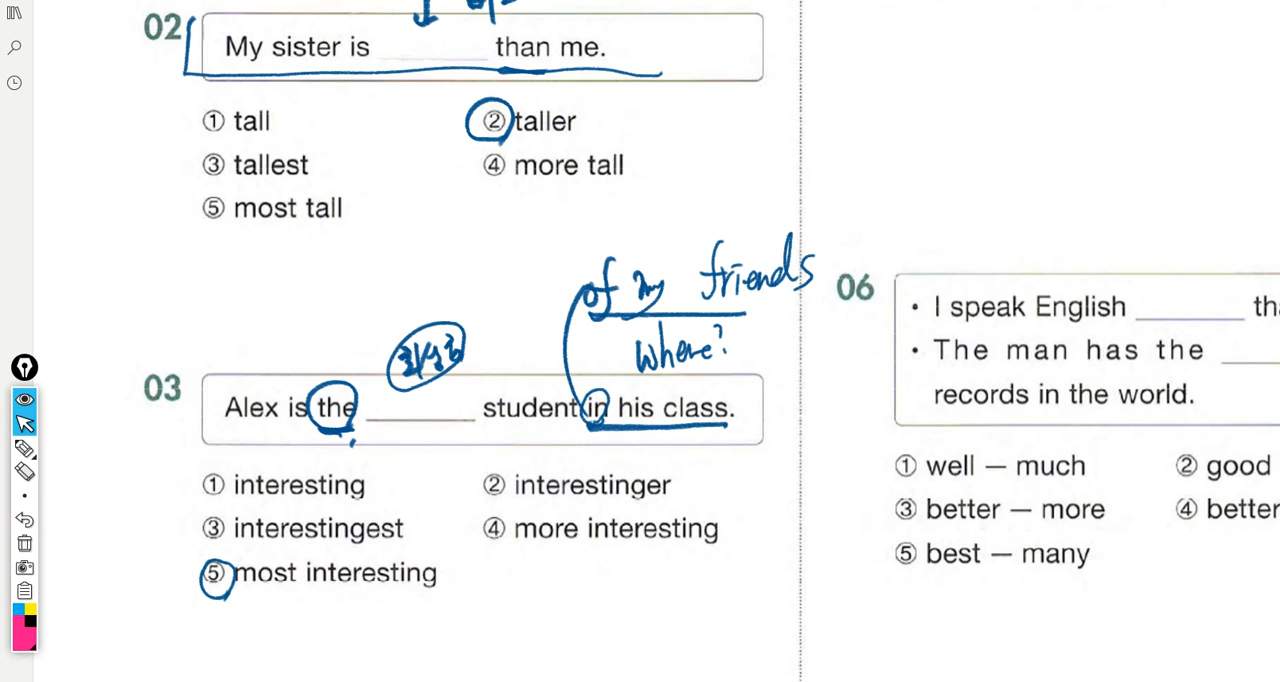 02
My sister is ______ than me.
① tall
② taller
③ tallest
④ more tall
⑤ most tall
of my friends
where?
최상급
03
Alex is the ______ student in his class.
① interesting
② interestinger
③ interestingest
④ more interesting
⑤ most interesting
06
• I speak English ______
• The man has the
records in the world.
① well — much
② good
③ better — more
④ better
⑤ best — many